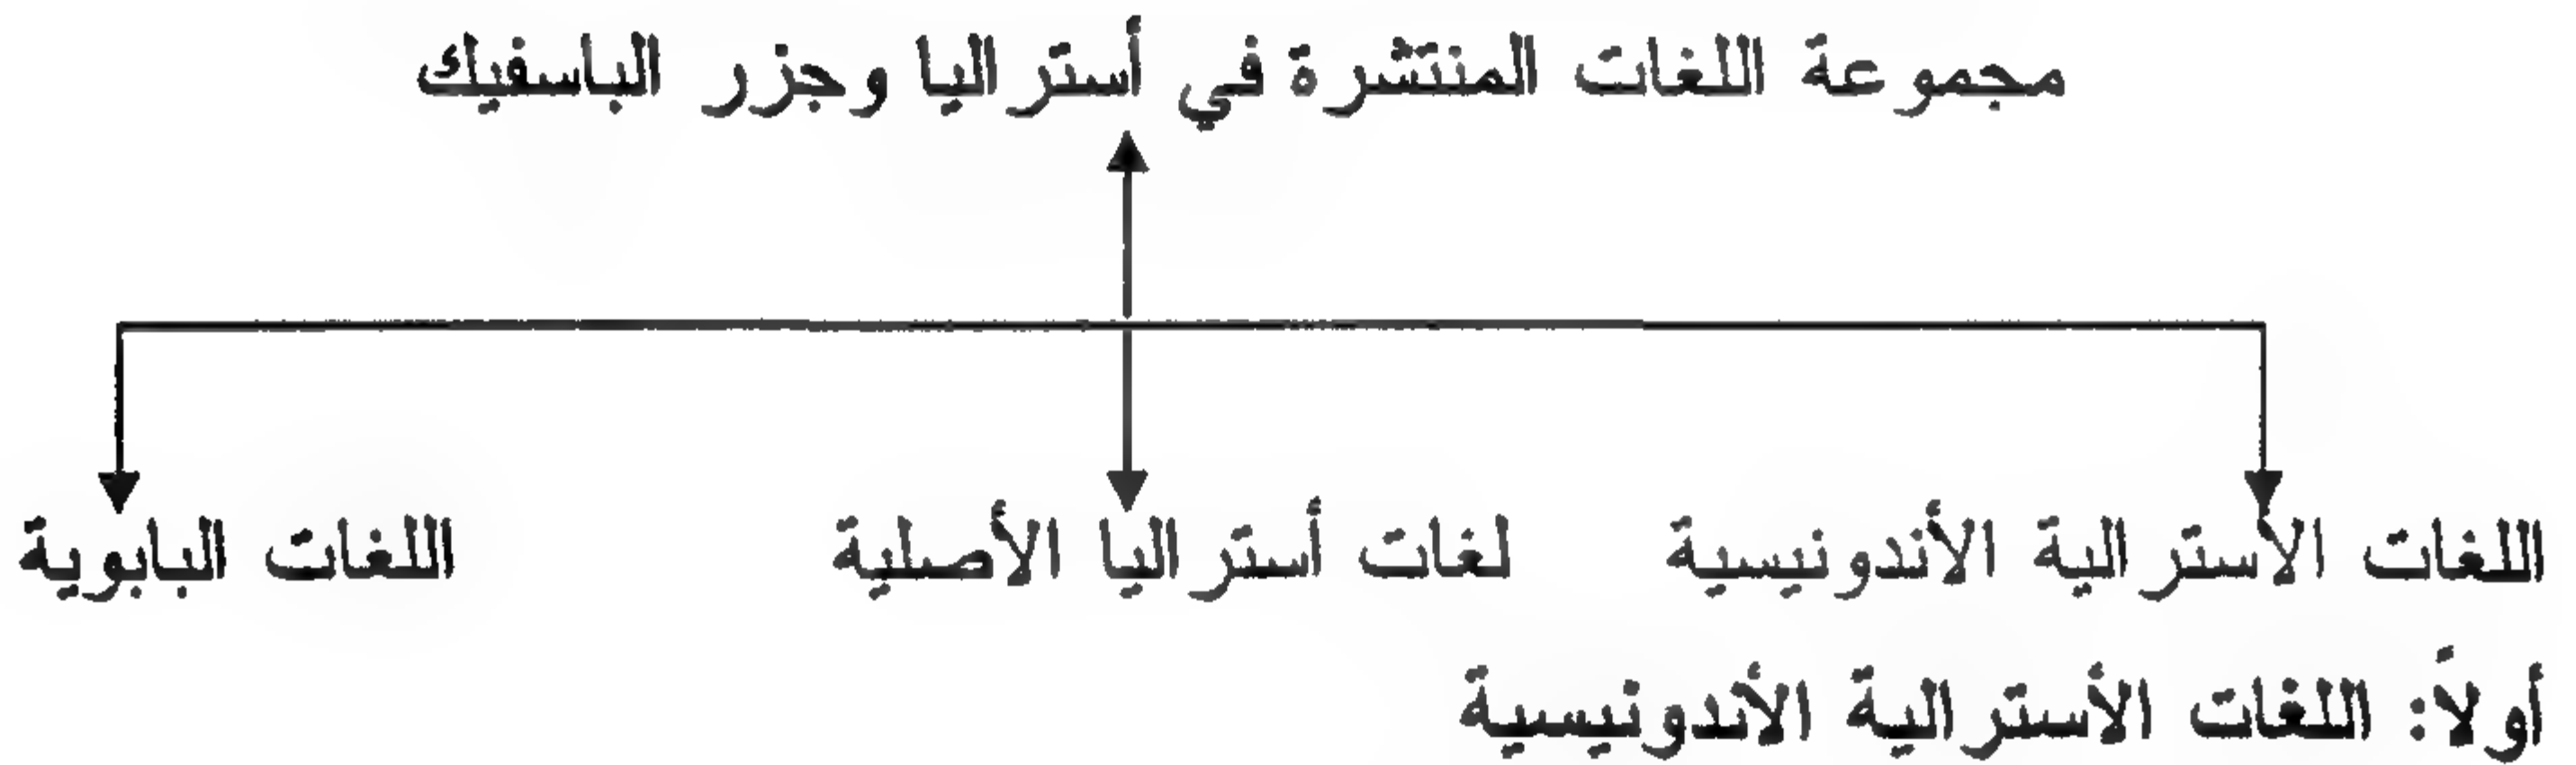 مجموعة اللغات المنتشرة في أستراليا وجزر الباسفيك
اللغات الأسترالية الأندونيسية لغات أستراليا الأصلية اللغات البابوية
أولاً: اللغات الأسترالية الأندونيسية